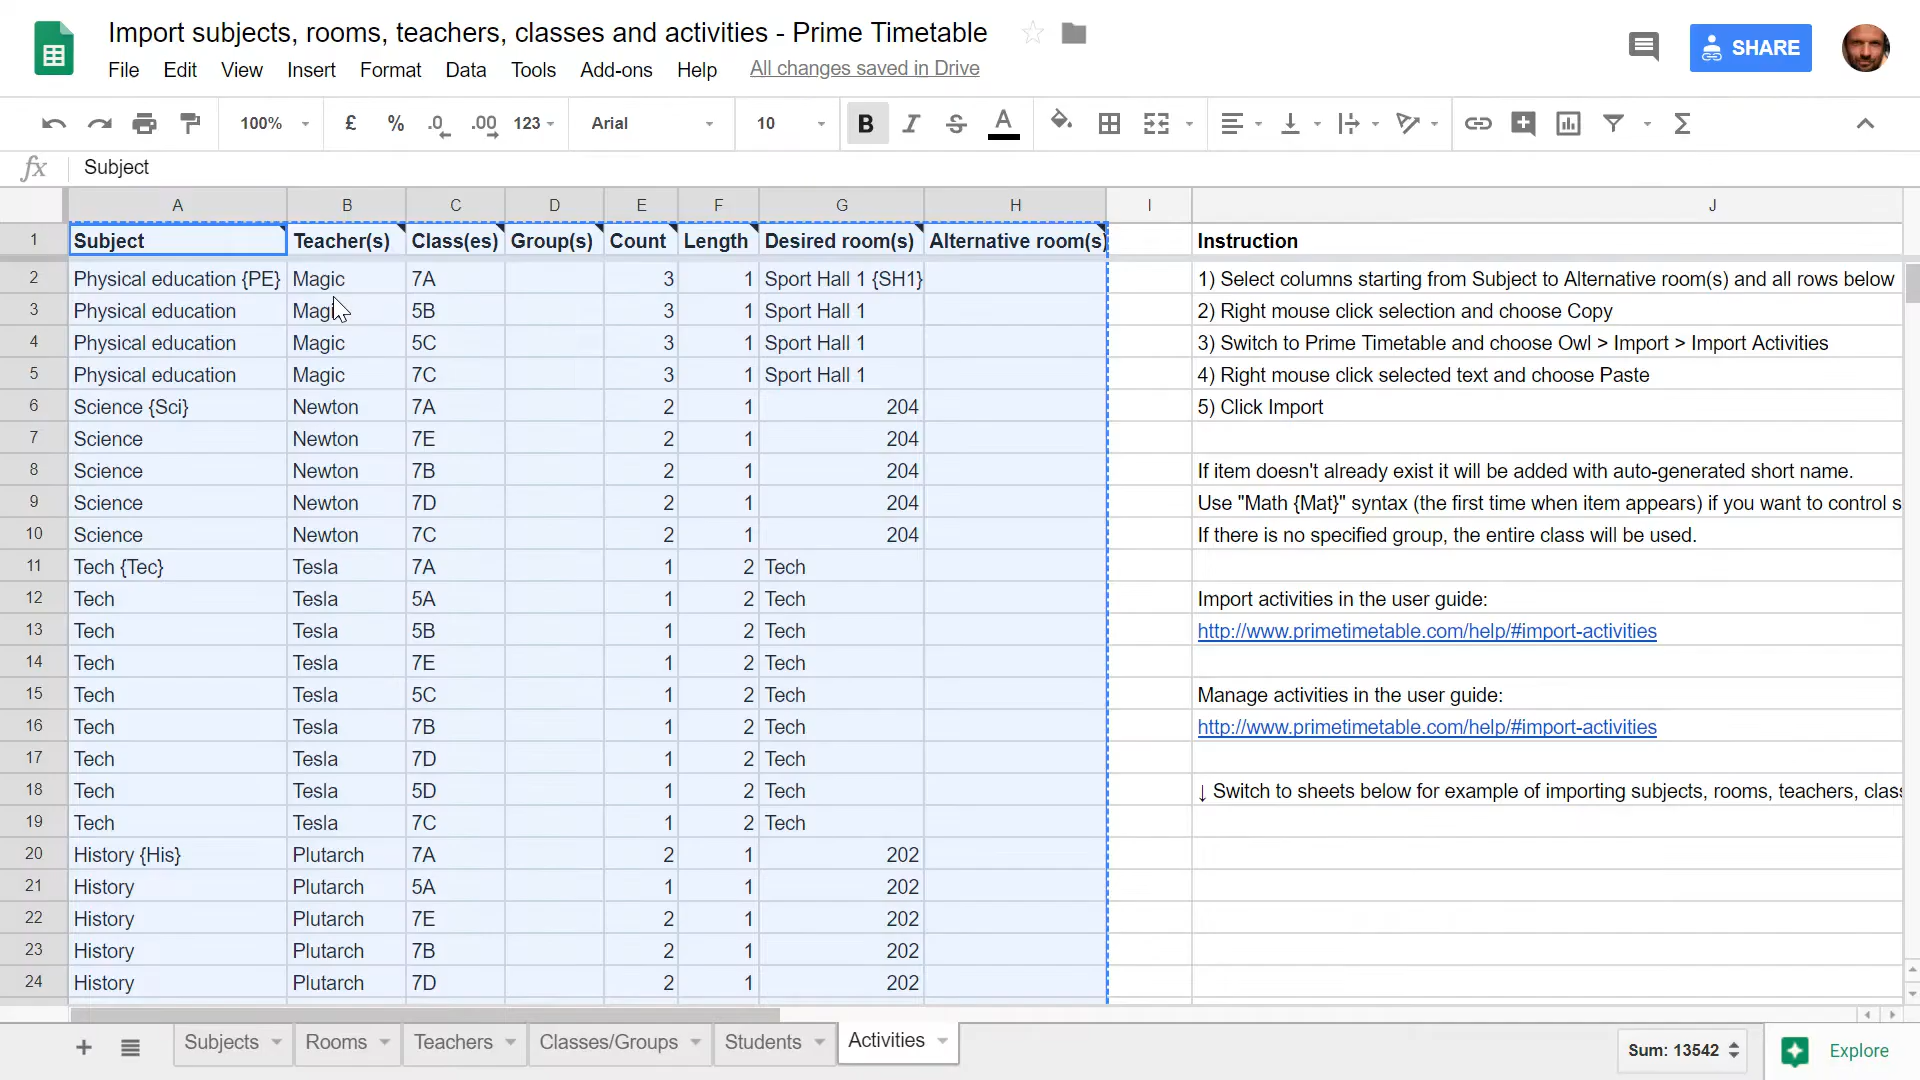 Import subjects, rooms, teachers, classes and activities - Prime Timetable
File Edit View Insert Format Data Tools Add-ons Help All changes saved in Drive
SHARE
100% £ % .0 .00 123 Arial 10 B I S A
fx Subject
A B C D E F G H I J
1 Subject Teacher(s) Class(es) Group(s) Count Length Desired room(s) Alternative room(s) Instruction
2 Physical education {PE} Magic 7A 3 1 Sport Hall 1 {SH1} 1) Select columns starting from Subject to Alternative room(s) and all rows below
3 Physical education Magic 5B 3 1 Sport Hall 1 2) Right mouse click selection and choose Copy
4 Physical education Magic 5C 3 1 Sport Hall 1 3) Switch to Prime Timetable and choose Owl > Import > Import Activities
5 Physical education Magic 7C 3 1 Sport Hall 1 4) Right mouse click selected text and choose Paste
6 Science {Sci} Newton 7A 2 1 204 5) Click Import
7 Science Newton 7E 2 1 204
8 Science Newton 7B 2 1 204 If item doesn't already exist it will be added with auto-generated short name.
9 Science Newton 7D 2 1 204 Use "Math {Mat}" syntax (the first time when item appears) if you want to control s
10 Science Newton 7C 2 1 204 If there is no specified group, the entire class will be used.
11 Tech {Tec} Tesla 7A 1 2 Tech
12 Tech Tesla 5A 1 2 Tech Import activities in the user guide:
13 Tech Tesla 5B 1 2 Tech http://www.primetimetable.com/help/#import-activities
14 Tech Tesla 7E 1 2 Tech
15 Tech Tesla 5C 1 2 Tech Manage activities in the user guide:
16 Tech Tesla 7B 1 2 Tech http://www.primetimetable.com/help/#import-activities
17 Tech Tesla 7D 1 2 Tech
18 Tech Tesla 5D 1 2 Tech ↓ Switch to sheets below for example of importing subjects, rooms, teachers, clas
19 Tech Tesla 7C 1 2 Tech
20 History {His} Plutarch 7A 2 1 202
21 History Plutarch 5A 1 1 202
22 History Plutarch 7E 2 1 202
23 History Plutarch 7B 2 1 202
24 History Plutarch 7D 2 1 202
Subjects Rooms Teachers Classes/Groups Students Activities Sum: 13542 Explore